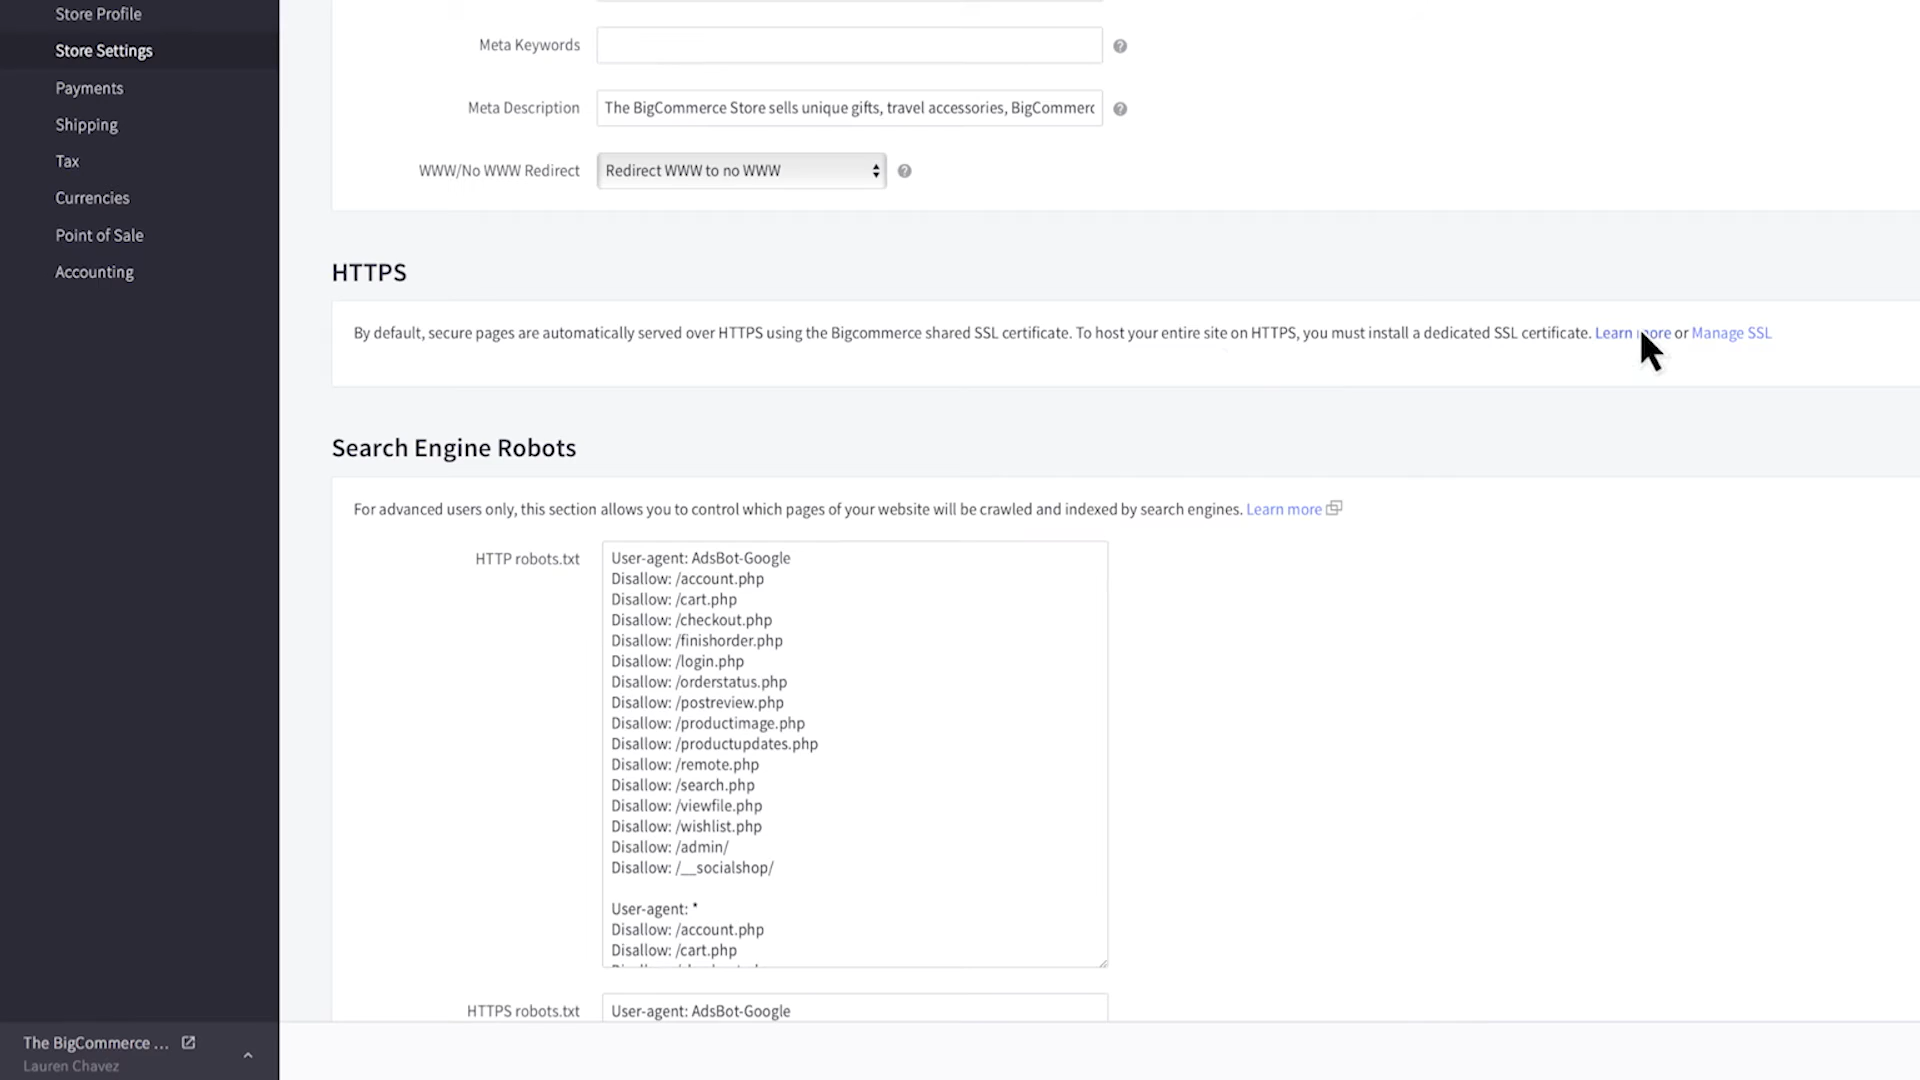 Store Profile
Store Settings
Payments
Shipping
Tax
Currencies
Point of Sale
Accounting
The BigCommerce ...
Lauren Chavez
Meta Keywords
Meta Description
The BigCommerce Store sells unique gifts, travel accessories, BigCommerc
WWW/No WWW Redirect
Redirect WWW to no WWW
HTTPS
By default, secure pages are automatically served over HTTPS using the Bigcommerce shared SSL certificate. To host your entire site on HTTPS, you must install a dedicated SSL certificate. Learn more or Manage SSL
Search Engine Robots
For advanced users only, this section allows you to control which pages of your website will be crawled and indexed by search engines. Learn more
HTTP robots.txt
User-agent: AdsBot-Google
Disallow: /account.php
Disallow: /cart.php
Disallow: /checkout.php
Disallow: /finishorder.php
Disallow: /login.php
Disallow: /orderstatus.php
Disallow: /postreview.php
Disallow: /productimage.php
Disallow: /productupdates.php
Disallow: /remote.php
Disallow: /search.php
Disallow: /viewfile.php
Disallow: /wishlist.php
Disallow: /admin/
Disallow: /__socialshop/
User-agent: *
Disallow: /account.php
Disallow: /cart.php
HTTPS robots.txt
User-agent: AdsBot-Google